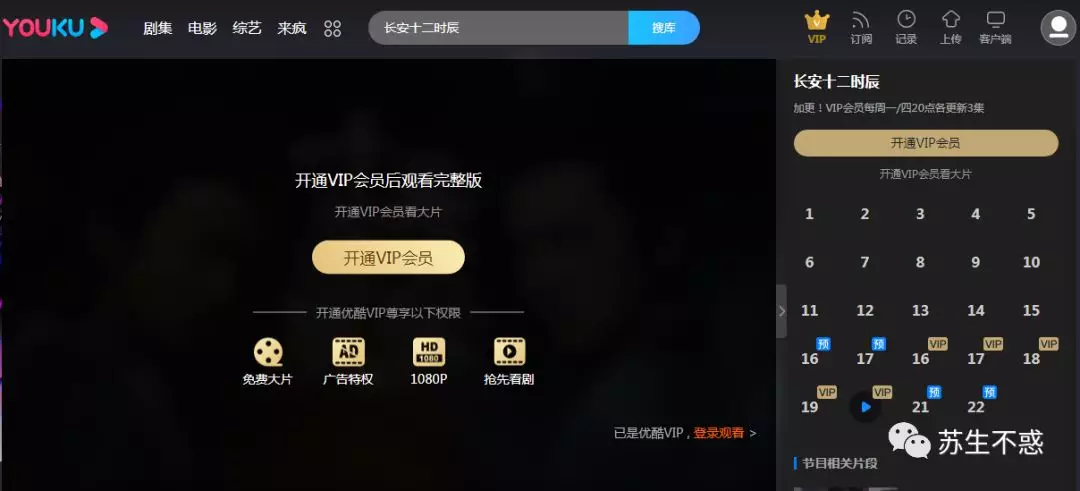 YOUKU 剧集 电影 综艺 来疯 长安十二时辰 搜库 VIP 订阅 记录 上传 客户端
开通VIP会员后观看完整版
开通VIP会员看大片
开通VIP会员
开通优酷VIP尊享以下权限
AD HD 1080
免费大片 广告特权 1080P 抢先看剧
已是优酷VIP , 登录观看 >
长安十二时辰
加更！VIP会员每周一/四20点各更新3集
开通VIP会员
开通VIP会员看大片
1 2 3 4 5
6 7 8 9 10
11 12 13 14 15
预 预 VIP VIP VIP
16 17 16 17 18
VIP VIP 预 预
19 21 22
节目相关片段
苏生不惑